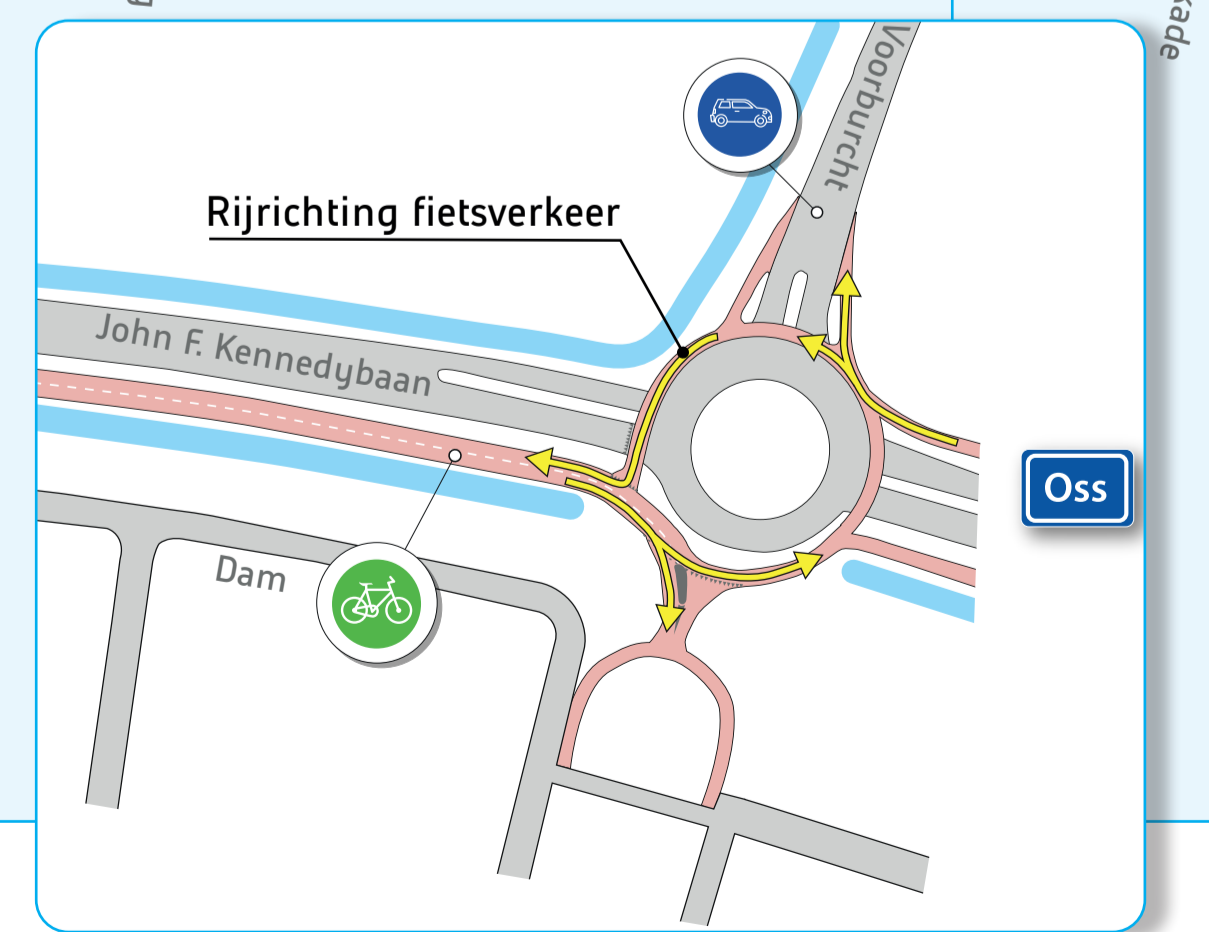 kade
Voorburcht
Rijrichting fietsverkeer
John F. Kennedybaan
Oss
Dam